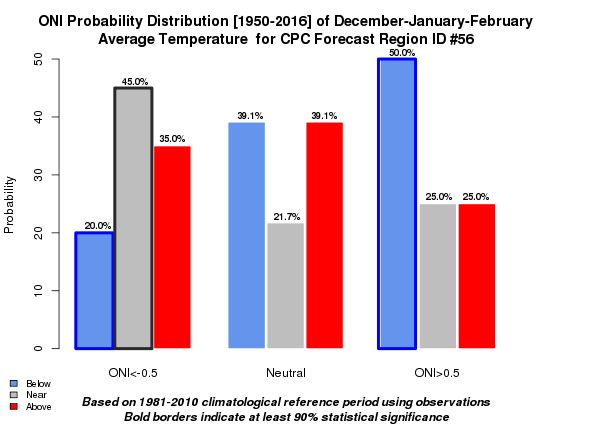 ONI Probability Distribution [1950-2016] of December-January-February
Average Temperature for CPC Forecast Region ID #56
Probability
50
40
30
20
10
0
20.0%
45.0%
35.0%
39.1%
21.7%
39.1%
50.0%
25.0%
25.0%
ONI<-0.5
Neutral
ONI>0.5
Below
Near
Above
Based on 1981-2010 climatological reference period using observations
Bold borders indicate at least 90% statistical significance